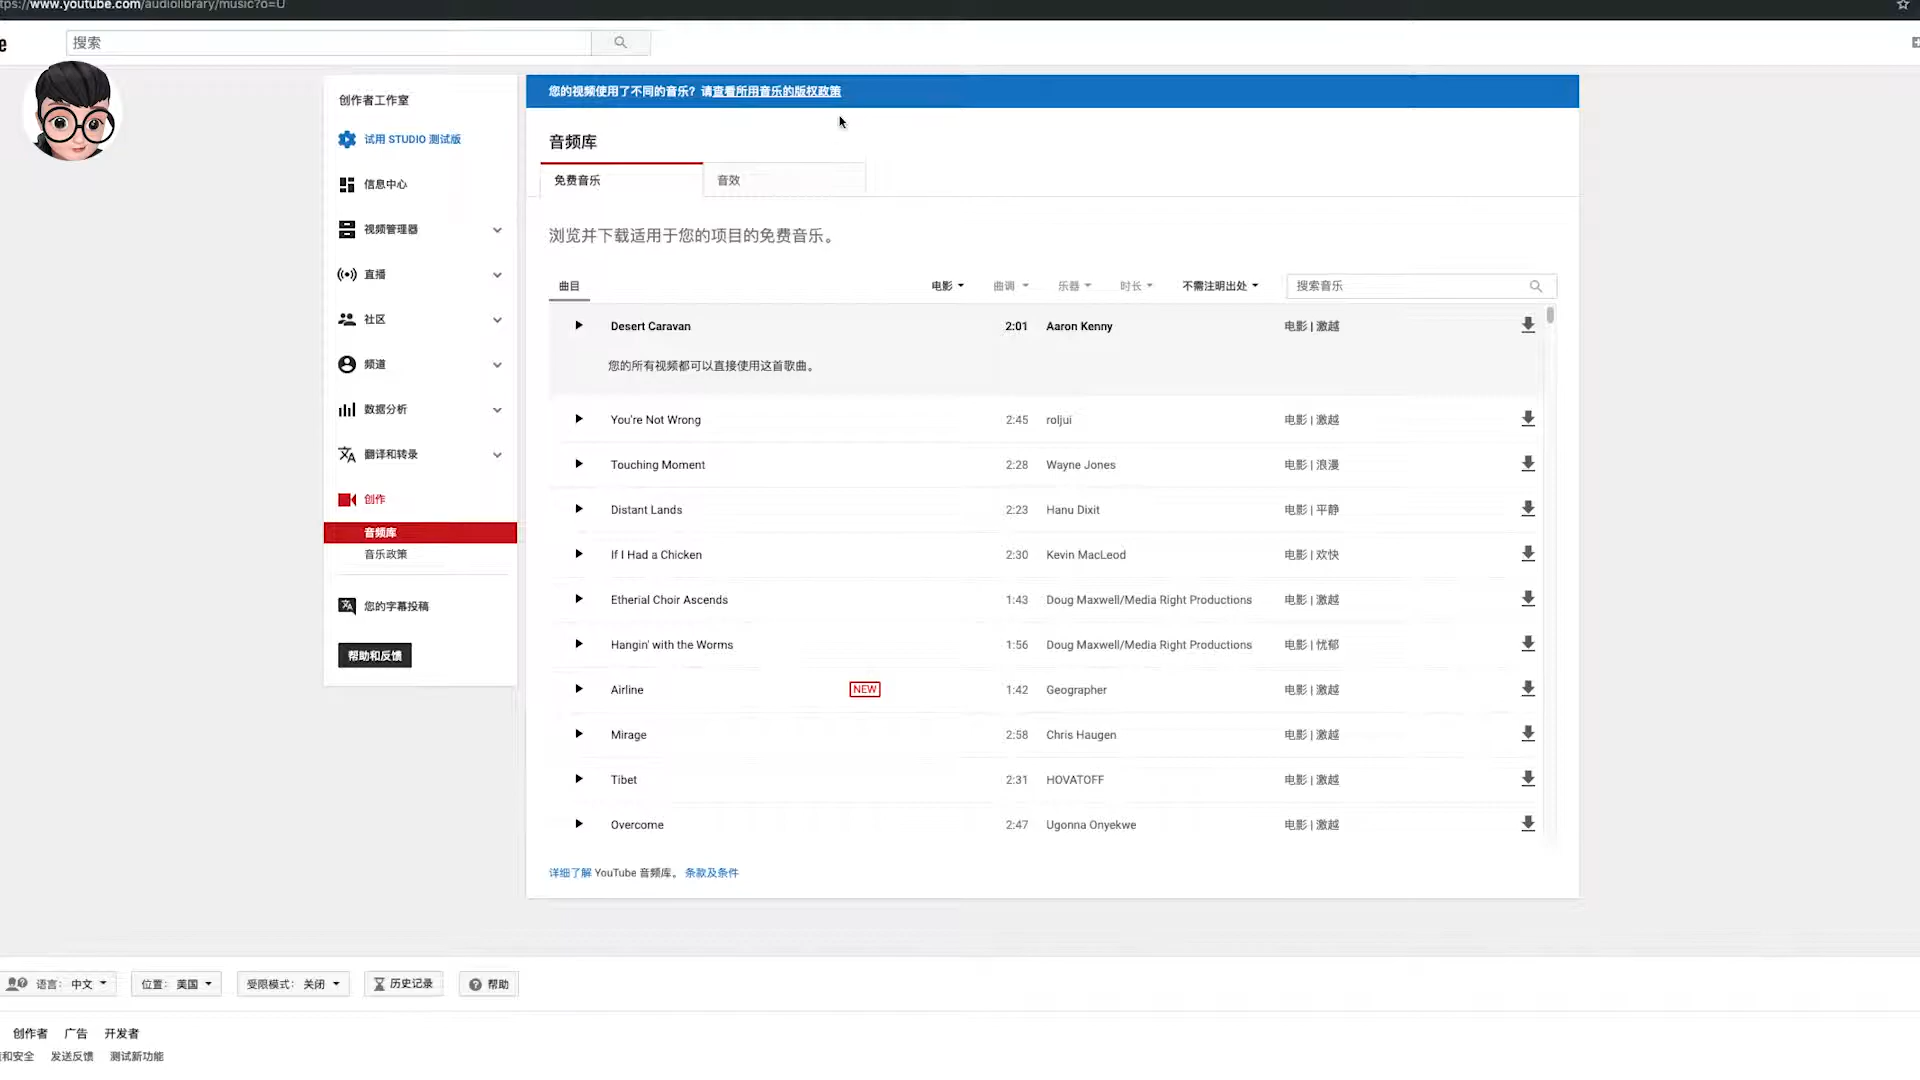 tps://www.youtube.com/audiolibrary/music?o=U
e
搜索
创作者工作室
试用 STUDIO 测试版
信息中心
视频管理器
直播
社区
频道
数据分析
翻译和转录
创作
音频库
音乐政策
您的字幕投稿
帮助和反馈
您的视频使用了不同的音乐？请查看所用音乐的版权政策
音频库
免费音乐 音效
浏览并下载适用于您的项目的免费音乐。
曲目 电影 曲调 乐器 时长 不需注明出处 搜索音乐
Desert Caravan 2:01 Aaron Kenny 电影 | 激越
您的所有视频都可以直接使用这首歌曲。
You're Not Wrong 2:45 roljui 电影 | 激越
Touching Moment 2:28 Wayne Jones 电影 | 浪漫
Distant Lands 2:23 Hanu Dixit 电影 | 平静
If I Had a Chicken 2:30 Kevin MacLeod 电影 | 欢快
Etherial Choir Ascends 1:43 Doug Maxwell/Media Right Productions 电影 | 激越
Hangin' with the Worms 1:56 Doug Maxwell/Media Right Productions 电影 | 忧郁
Airline NEW 1:42 Geographer 电影 | 激越
Mirage 2:58 Chris Haugen 电影 | 激越
Tibet 2:31 HOVATOFF 电影 | 激越
Overcome 2:47 Ugonna Onyekwe 电影 | 激越
详细了解 YouTube 音频库。 条款及条件
语言： 中文 位置： 美国 受限模式： 关闭 历史记录 帮助
创作者 广告 开发者
和安全 发送反馈 测试新功能